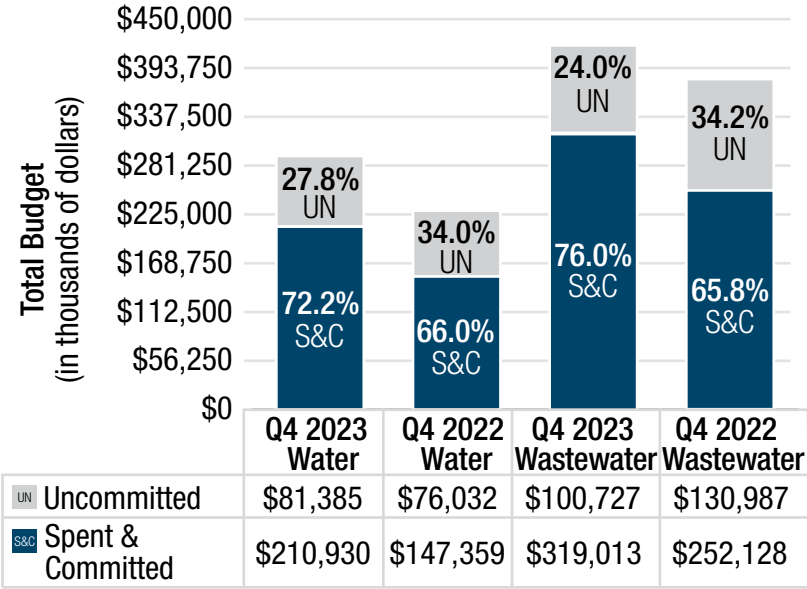 Total Budget
(in thousands of dollars)
$450,000
$393,750
$337,500
$281,250
$225,000
$168,750
$112,500
$56,250
$0
27.8%
UN
72.2%
S&C
34.0%
UN
66.0%
S&C
24.0%
UN
76.0%
S&C
34.2%
UN
65.8%
S&C
Q4 2023 Q4 2022 Q4 2023 Q4 2022
Water Water Wastewater Wastewater
UN Uncommitted $81,385 $76,032 $100,727 $130,987
S&C Spent & Committed $210,930 $147,359 $319,013 $252,128